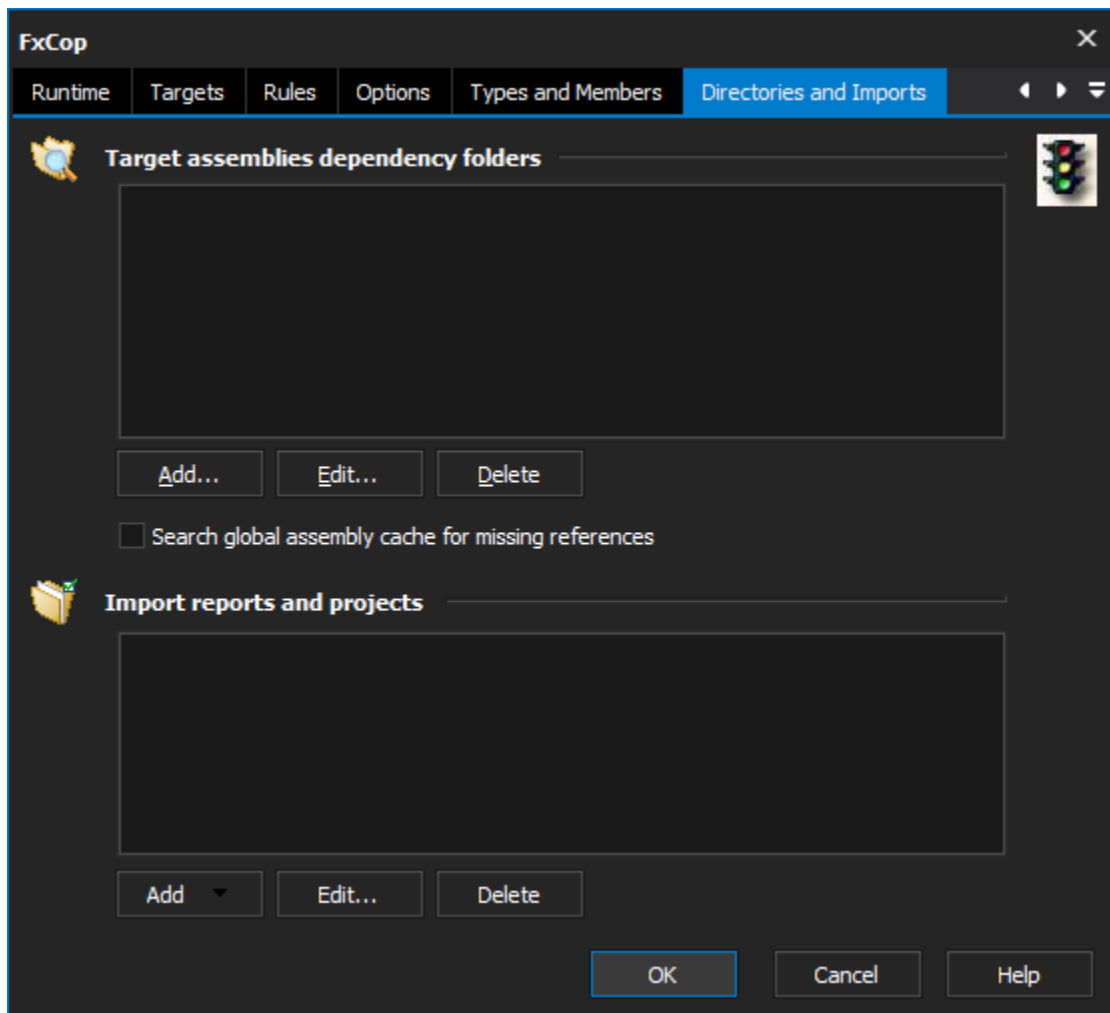 FxCop
Runtime Targets Rules Options Types and Members Directories and Imports
Target assemblies dependency folders
Add... Edit... Delete
Search global assembly cache for missing references
Import reports and projects
Add Edit... Delete
OK Cancel Help